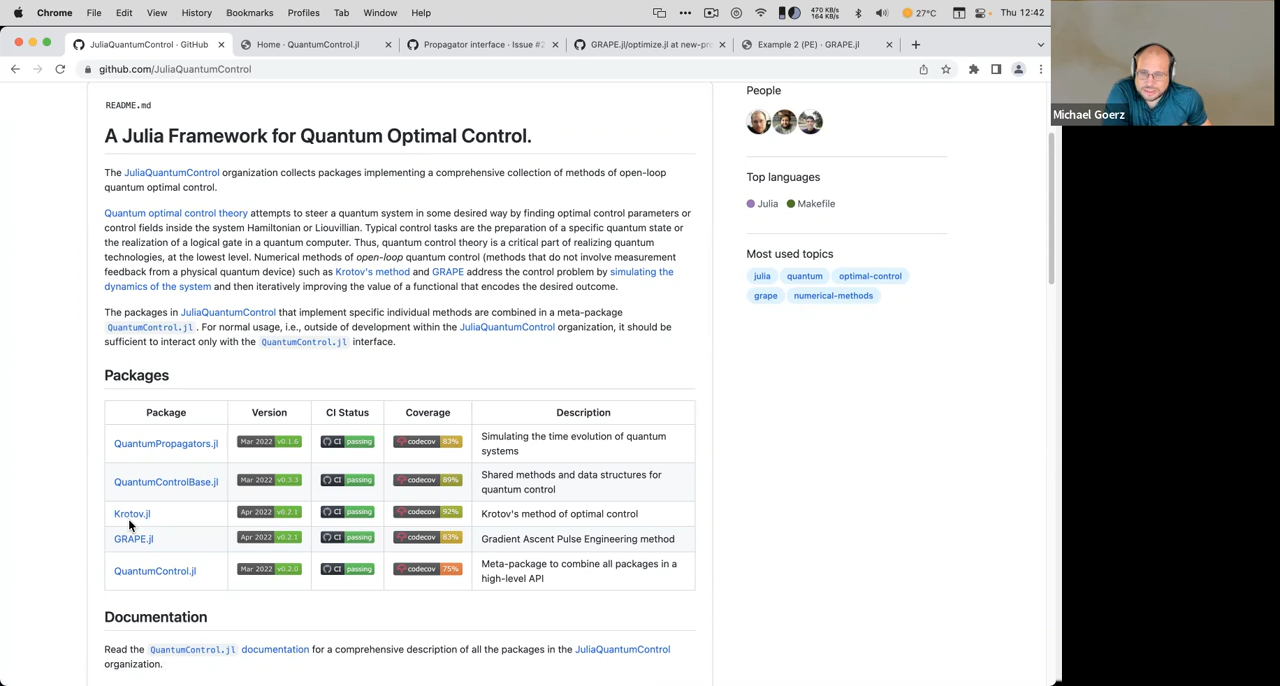 Chrome File Edit View History Bookmarks Profiles Tab Window Help
470 KB/s
164 KB/s
27°C
Thu 12:42
JuliaQuantumControl · GitHub
Home · QuantumControl.jl
Propagator interface · Issue #2
GRAPE.jl/optimize.jl at new-pro
Example 2 (PE) · GRAPE.jl
github.com/JuliaQuantumControl
Michael Goerz
README.md
A Julia Framework for Quantum Optimal Control.
The JuliaQuantumControl organization collects packages implementing a comprehensive collection of methods of open-loop
quantum optimal control.
Quantum optimal control theory attempts to steer a quantum system in some desired way by finding optimal control parameters or
control fields inside the system Hamiltonian or Liouvillian. Typical control tasks are the preparation of a specific quantum state or
the realization of a logical gate in a quantum computer. Thus, quantum control theory is a critical part of realizing quantum
technologies, at the lowest level. Numerical methods of open-loop quantum control (methods that do not involve measurement
feedback from a physical quantum device) such as Krotov's method and GRAPE address the control problem by simulating the
dynamics of the system and then iteratively improving the value of a functional that encodes the desired outcome.
The packages in JuliaQuantumControl that implement specific individual methods are combined in a meta-package
QuantumControl.jl . For normal usage, i.e., outside of development within the JuliaQuantumControl organization, it should be
sufficient to interact only with the QuantumControl.jl interface.
Packages
Package Version CI Status Coverage Description
QuantumPropagators.jl Mar 2022 v0.1.6 CI passing codecov 83% Simulating the time evolution of quantum
systems
QuantumControlBase.jl Mar 2022 v0.3.3 CI passing codecov 89% Shared methods and data structures for
quantum control
Krotov.jl Apr 2022 v0.2.1 CI passing codecov 92% Krotov's method of optimal control
GRAPE.jl Apr 2022 v0.2.1 CI passing codecov 83% Gradient Ascent Pulse Engineering method
QuantumControl.jl Mar 2022 v0.2.0 CI passing codecov 75% Meta-package to combine all packages in a
high-level API
Documentation
Read the QuantumControl.jl documentation for a comprehensive description of all the packages in the JuliaQuantumControl
organization.
People
Top languages
Julia Makefile
Most used topics
julia quantum optimal-control
grape numerical-methods